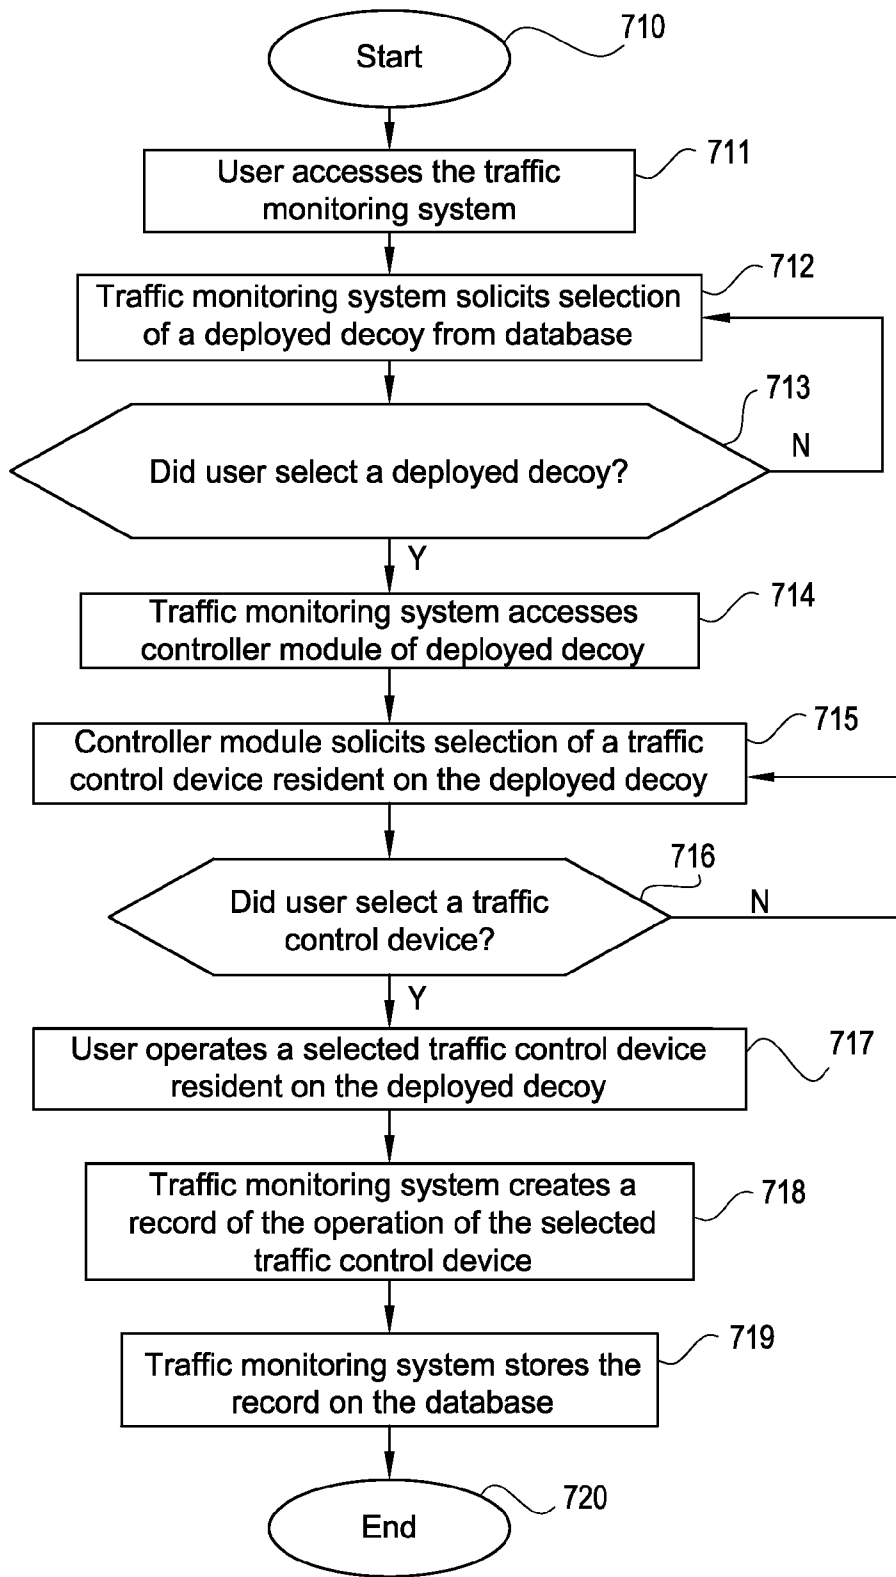 Start
710
User accesses the traffic
monitoring system
711
Traffic monitoring system solicits selection
of a deployed decoy from database
712
Did user select a deployed decoy?
713
N
Y
Traffic monitoring system accesses
controller module of deployed decoy
714
Controller module solicits selection of a traffic
control device resident on the deployed decoy
715
Did user select a traffic
control device?
716
N
Y
User operates a selected traffic control device
resident on the deployed decoy
717
Traffic monitoring system creates a
record of the operation of the selected
traffic control device
718
Traffic monitoring system stores the
record on the database
719
End
720